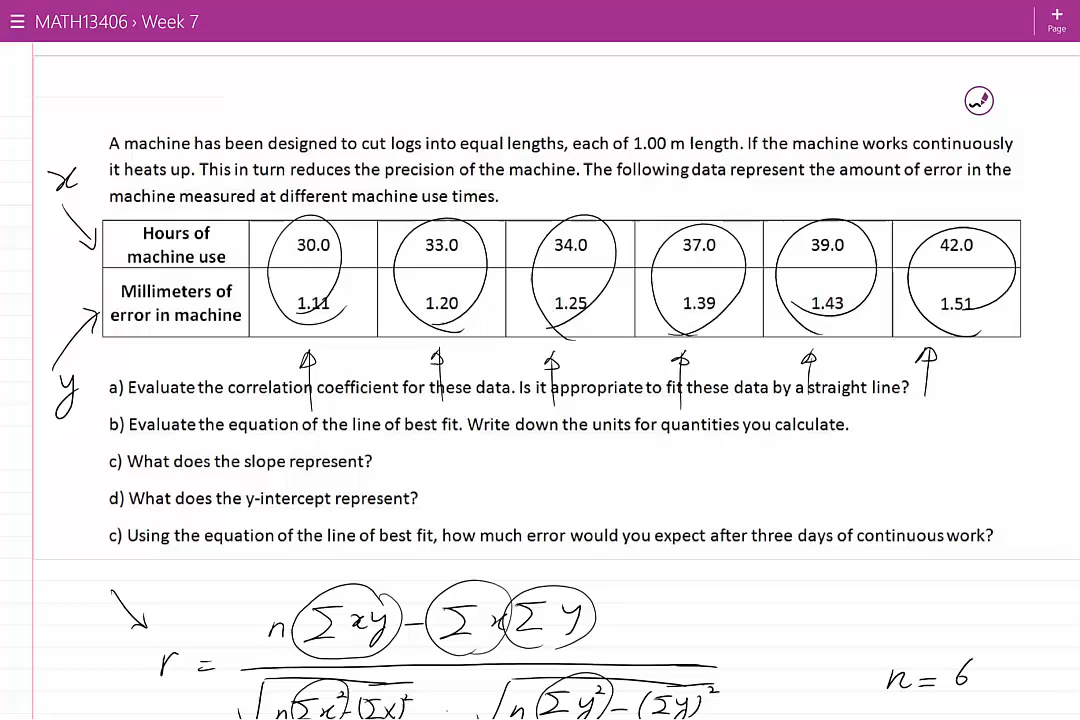 MATH13406 › Week 7
+
Page
A machine has been designed to cut logs into equal lengths, each of 1.00 m length. If the machine works continuously
it heats up. This in turn reduces the precision of the machine. The following data represent the amount of error in the
machine measured at different machine use times.
x
Hours of machine use 30.0 33.0 34.0 37.0 39.0 42.0
Millimeters of error in machine 1.11 1.20 1.25 1.39 1.43 1.51
y
a) Evaluate the correlation coefficient for these data. Is it appropriate to fit these data by a straight line?
b) Evaluate the equation of the line of best fit. Write down the units for quantities you calculate.
c) What does the slope represent?
d) What does the y-intercept represent?
c) Using the equation of the line of best fit, how much error would you expect after three days of continuous work?
n(Σxy) - Σx Σy
r =
n = 6
√nΣx²-(Σx)² · √n(Σy²)-(Σy)²